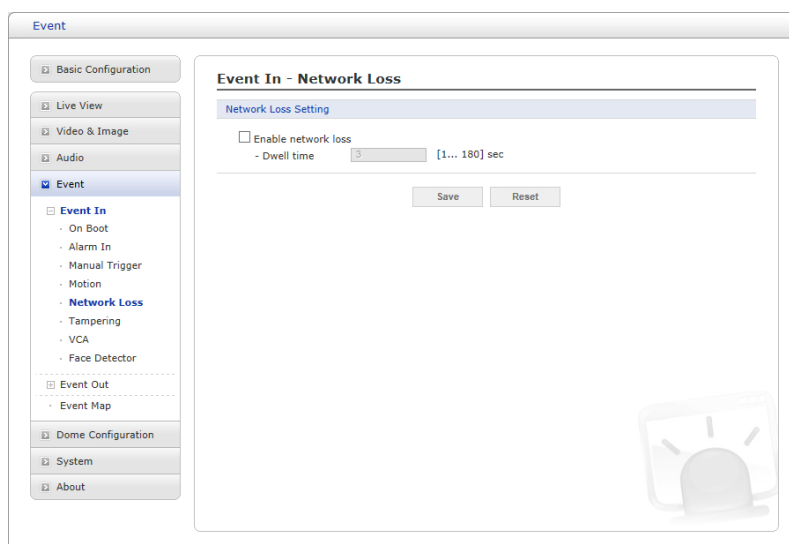 Event
Basic Configuration
Live View
Video & Image
Audio
Event
Event In
On Boot
Alarm In
Manual Trigger
Motion
Network Loss
Tampering
VCA
Face Detector
Event Out
Event Map
Dome Configuration
System
About
Event In - Network Loss
Network Loss Setting
Enable network loss
- Dwell time 3 [1... 180] sec
Save Reset